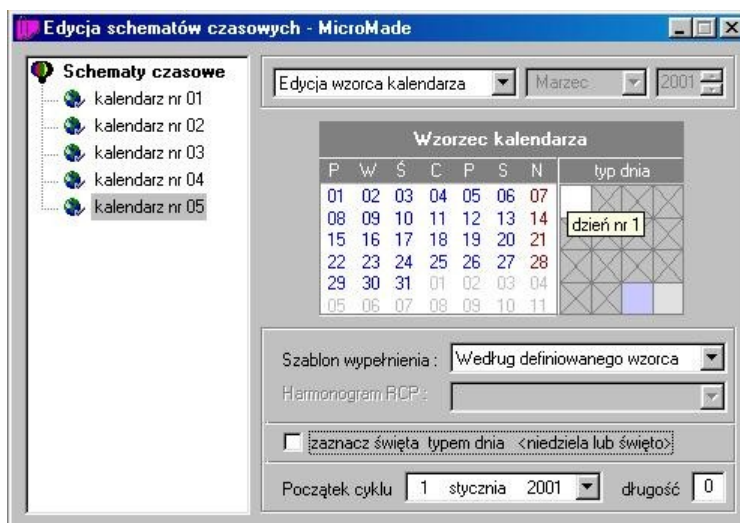 Edycja schematów czasowych - MicroMade
Schematy czasowe
kalendarz nr 01
kalendarz nr 02
kalendarz nr 03
kalendarz nr 04
kalendarz nr 05
Edycja wzorca kalendarza Marzec 2001
Wzorzec kalendarza
P W Ś C P S N typ dnia
01 02 03 04 05 06 07
08 09 10 11 12 13 14
dzień nr 1
15 16 17 18 19 20 21
22 23 24 25 26 27 28
29 30 31 01 02 03 04
05 06 07 08 09 10 11
Szablon wypełnienia : Według definiowanego wzorca
Harmonogram RCP :
zaznacz święta typem dnia <niedziela lub święto>
Początek cyklu 1 stycznia 2001 długość 0